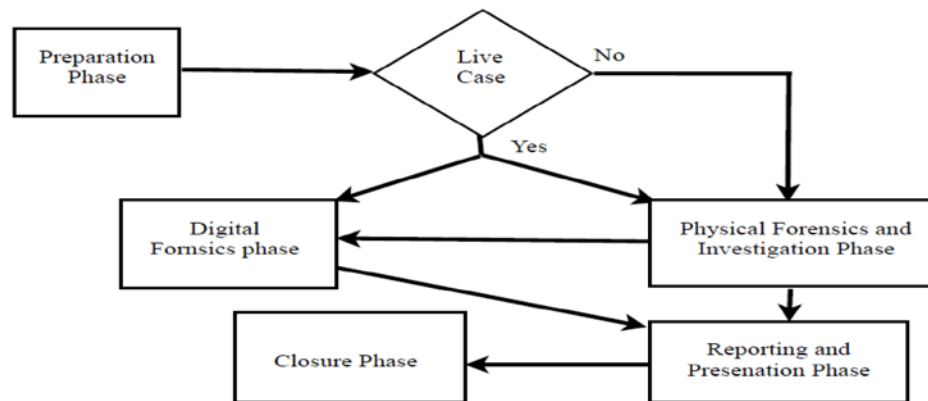 Preparation
Phase
Live
Case
No
Yes
Digital
Fornsics phase
Physical Forensics and
Investigation Phase
Closure Phase
Reporting and
Presenation Phase